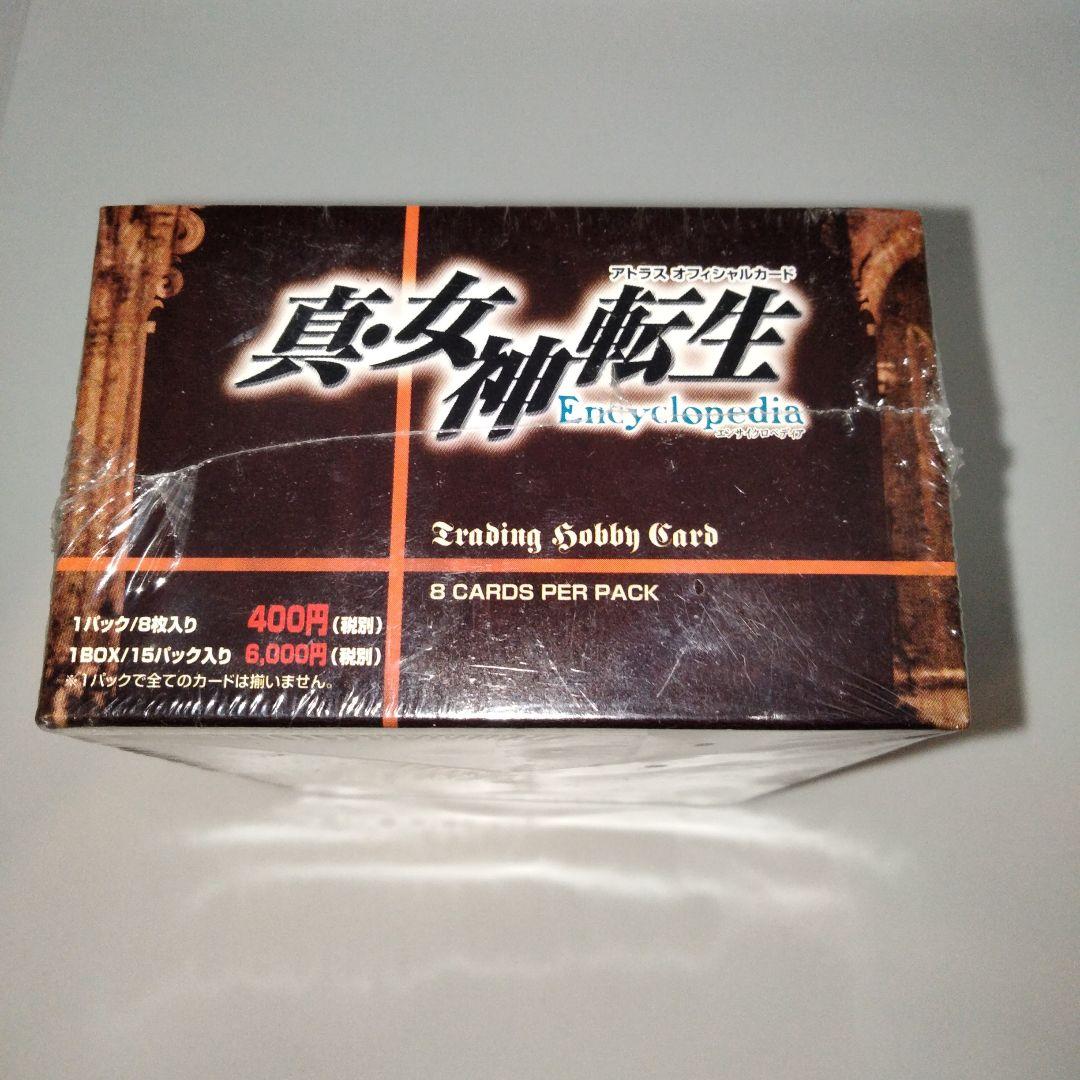 アトラス オフィシャルカード
真・女神転生
Encyclopedia
エンサイクロペディア
Trading Hobby Card
8 CARDS PER PACK
1パック/8枚入り 400円(税別)
1BOX/15パック入り 6,000円(税別)
※1パックで全てのカードは揃いません。